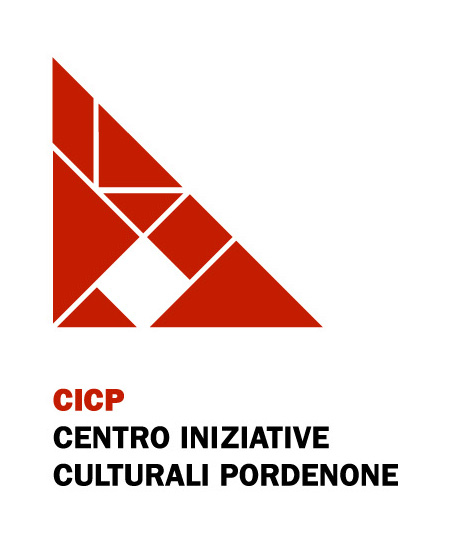 CICP
CENTRO INIZIATIVE
CULTURALI PORDENONE